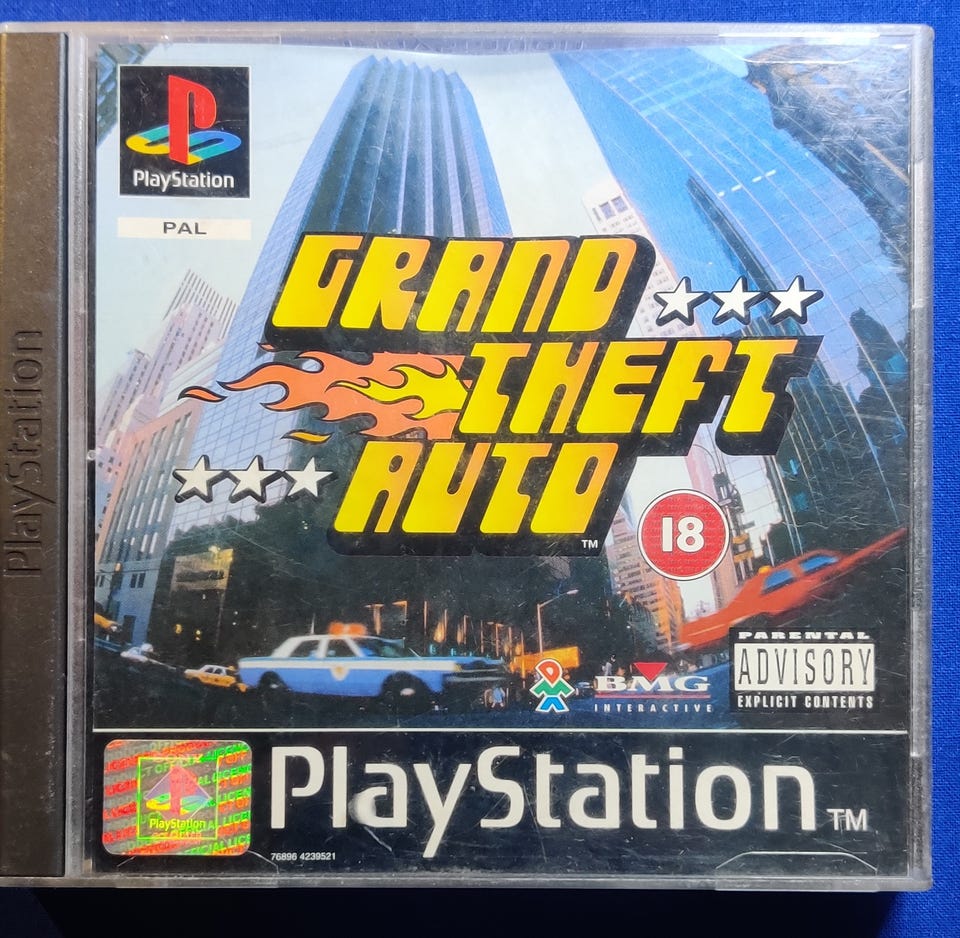 PlayStation
PlayStation
PAL
GRAND
THEFT
AUTO
TM
18
DMA
BMG
INTERACTIVE
PARENTAL
ADVISORY
EXPLICIT CONTENTS
PlayStation
PlayStation
TM
76896 4239521